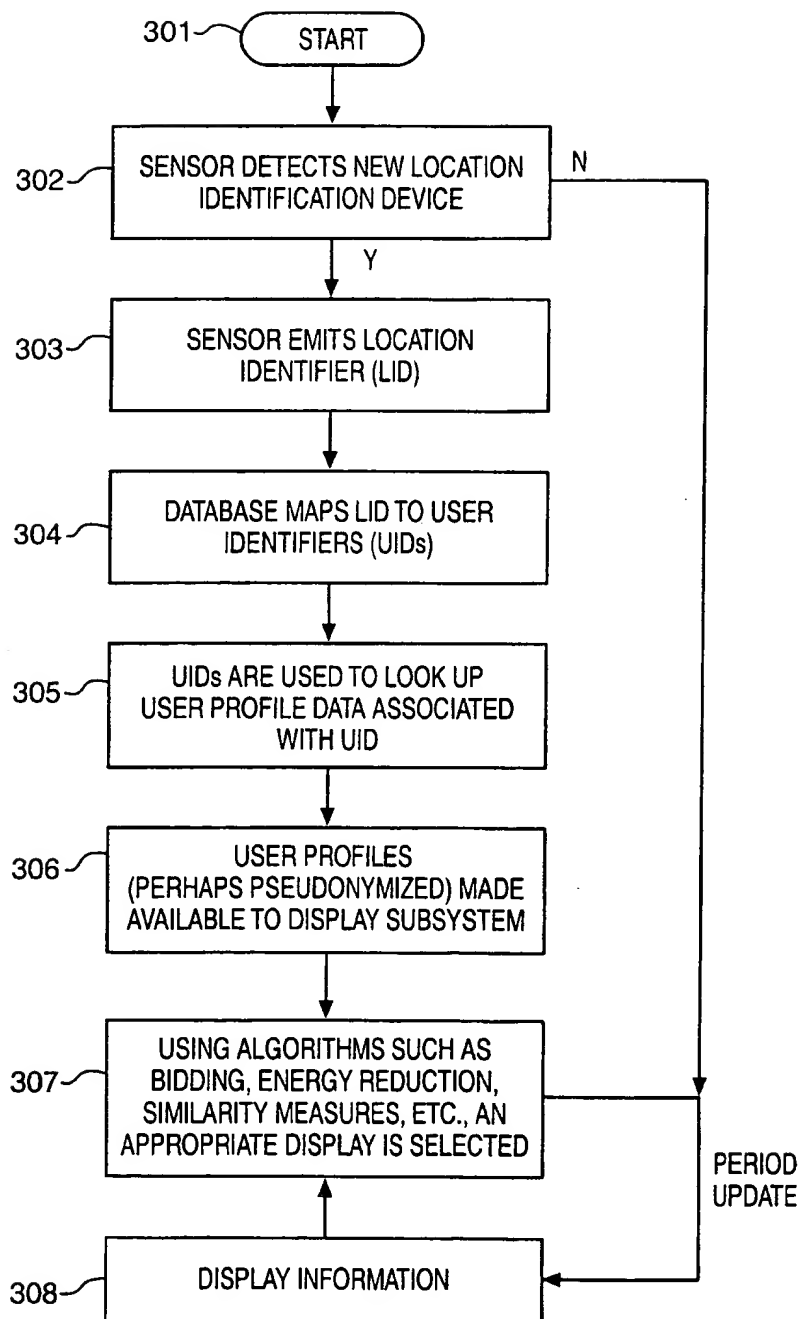 301
START
302
SENSOR DETECTS NEW LOCATION
IDENTIFICATION DEVICE
N
Y
303
SENSOR EMITS LOCATION
IDENTIFIER (LID)
304
DATABASE MAPS LID TO USER
IDENTIFIERS (UIDs)
305
UIDs ARE USED TO LOOK UP
USER PROFILE DATA ASSOCIATED
WITH UID
306
USER PROFILES
(PERHAPS PSEUDONYMIZED) MADE
AVAILABLE TO DISPLAY SUBSYSTEM
307
USING ALGORITHMS SUCH AS
BIDDING, ENERGY REDUCTION,
SIMILARITY MEASURES, ETC., AN
APPROPRIATE DISPLAY IS SELECTED
PERIOD
UPDATE
308
DISPLAY INFORMATION